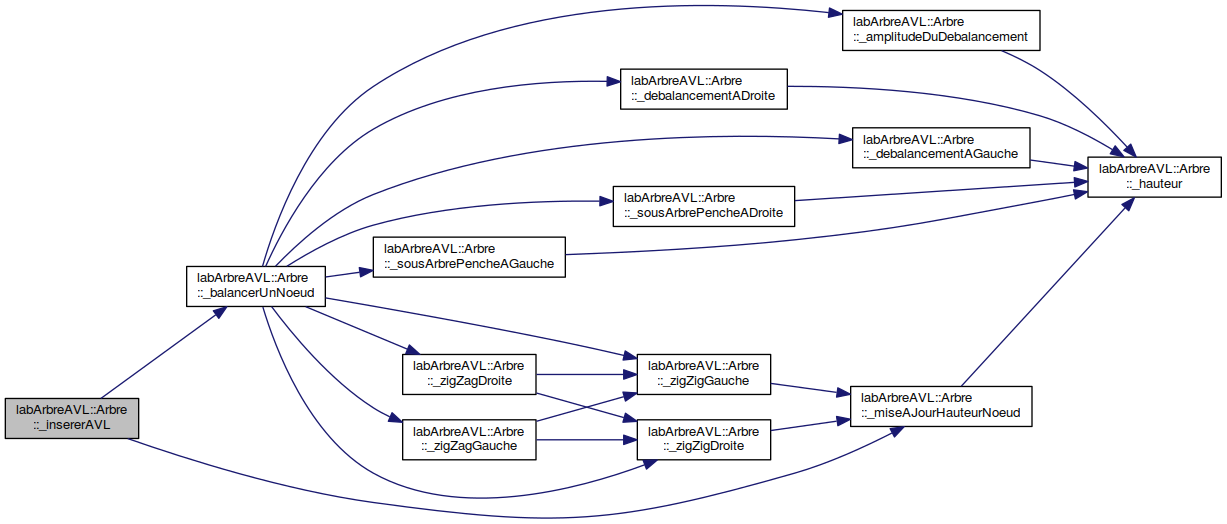 labArbreAVL::Arbre
::_amplitudeDuDebalancement
labArbreAVL::Arbre
::_debalancementADroite
labArbreAVL::Arbre
::_debalancementAGauche
labArbreAVL::Arbre
::_hauteur
labArbreAVL::Arbre
::_sousArbrePencheADroite
labArbreAVL::Arbre
::_sousArbrePencheAGauche
labArbreAVL::Arbre
::_balancerUnNoeud
labArbreAVL::Arbre
::_zigZagDroite
labArbreAVL::Arbre
::_zigZigGauche
labArbreAVL::Arbre
::_miseAJourHauteurNoeud
labArbreAVL::Arbre
::_insererAVL
labArbreAVL::Arbre
::_zigZagGauche
labArbreAVL::Arbre
::_zigZigDroite